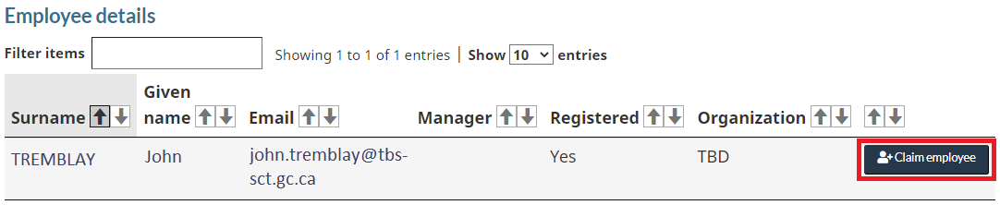 Employee details
Filter items Showing 1 to 1 of 1 entries | Show 10 entries
Given
Surname name Email Manager Registered Organization
TREMBLAY John john.tremblay@tbs- Yes TBD Claim employee
sct.gc.ca